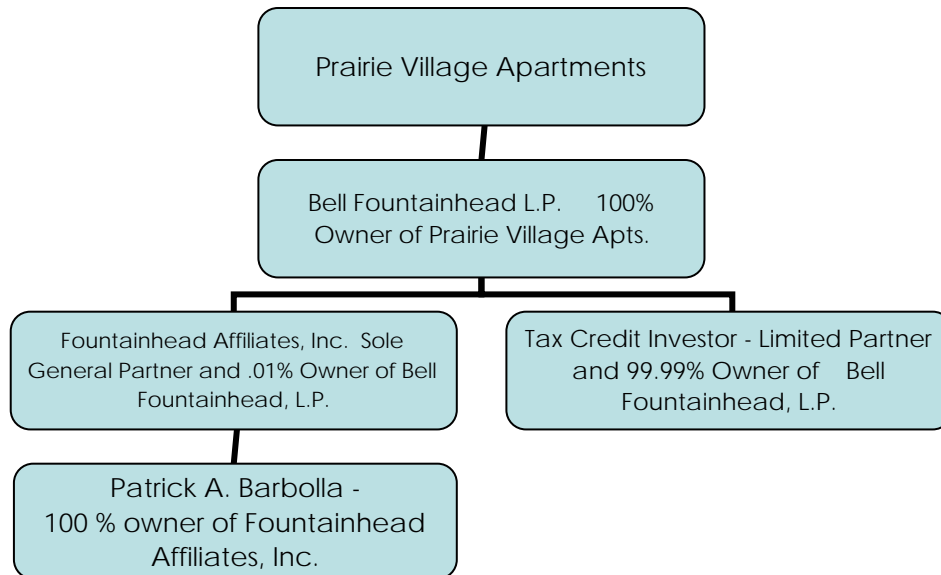 Prairie Village Apartments
Bell Fountainhead L.P. 100%
Owner of Prairie Village Apts.
Fountainhead Affiliates, Inc. Sole
General Partner and .01% Owner of Bell
Fountainhead, L.P.
Tax Credit Investor - Limited Partner
and 99.99% Owner of Bell
Fountainhead, L.P.
Patrick A. Barbolla -
100 % owner of Fountainhead
Affiliates, Inc.